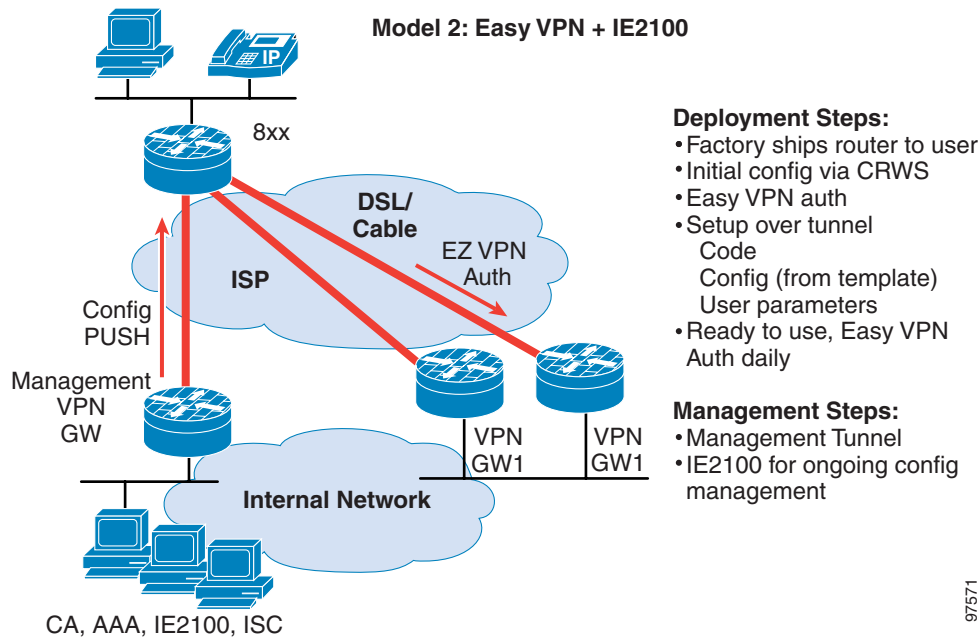 Model 2: Easy VPN + IE2100
IP
8xx
DSL/
Cable
EZ VPN
Auth
ISP
Config
PUSH
Management
VPN
GW
VPN
GW1
VPN
GW1
Internal Network
CA, AAA, IE2100, ISC
Deployment Steps:
•Factory ships router to user
•Initial config via CRWS
•Easy VPN auth
•Setup over tunnel
Code
Config (from template)
User parameters
•Ready to use, Easy VPN
Auth daily
Management Steps:
•Management Tunnel
•IE2100 for ongoing config
management
97571